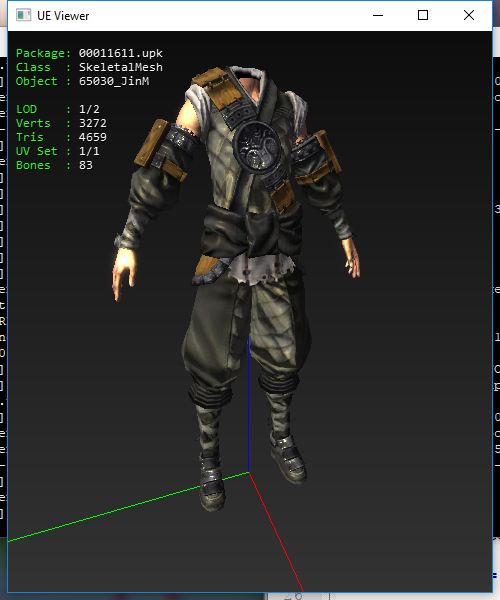 UE Viewer
Package: 00011611.upk
Class : SkeletalMesh
Object : 65030_JinM
LOD : 1/2
Verts : 3272
Tris : 4659
UV Set : 1/1
Bones : 83